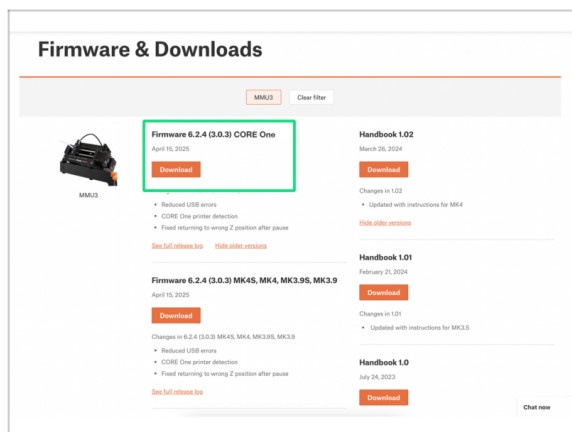 Firmware & Downloads
MMU3
Clear filter
MMU3
Firmware 6.2.4 (3.0.3) CORE One
April 15, 2025
Download
Reduced USB errors
CORE One printer detection
Fixed returning to wrong Z position after pause
See full release log
Hide older versions
Firmware 6.2.4 (3.0.3) MK4S, MK4, MK3.9S, MK3.9
April 15, 2025
Download
Changes in 6.2.4 (3.0.3) MK4S, MK4, MK3.9S, MK3.9
Reduced USB errors
CORE One printer detection
Fixed returning to wrong Z position after pause
See full release log
Handbook 1.02
March 26, 2024
Download
Changes in 1.02
Updated with instructions for MK4
Hide older versions
Handbook 1.01
February 21, 2024
Download
Changes in 1.01
Updated with instructions for MK3.5
Handbook 1.0
July 24, 2023
Download
Chat now